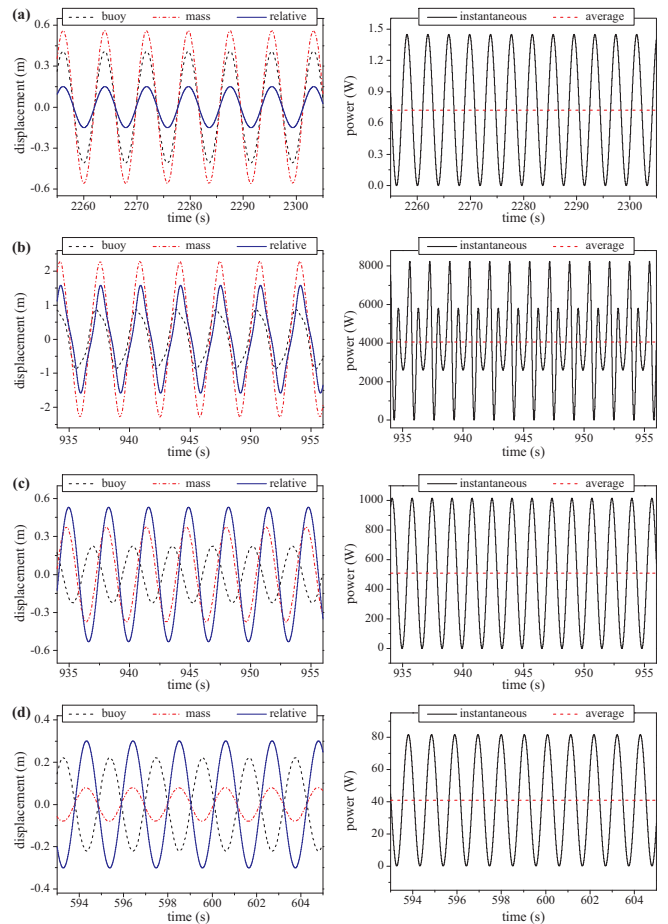 (a)
buoy mass relative
displacement (m)
0.6
0.3
0.0
-0.3
-0.6
2260 2270 2280 2290 2300
time (s)
instantaneous average
power (W)
1.5
1.2
0.9
0.6
0.3
0.0
2260 2270 2280 2290 2300
time (s)
(b)
buoy mass relative
displacement (m)
2
1
0
-1
-2
935 940 945 950 955
time (s)
instantaneous average
power (W)
8000
6000
4000
2000
0
935 940 945 950 955
time (s)
(c)
buoy mass relative
displacement (m)
0.6
0.3
0.0
-0.3
-0.6
935 940 945 950 955
time (s)
instantaneous average
power (W)
1000
800
600
400
200
0
935 940 945 950 955
time (s)
(d)
buoy mass relative
displacement (m)
0.4
0.2
0.0
-0.2
-0.4
594 596 598 600 602 604
time (s)
instantaneous average
power (W)
80
60
40
20
0
594 596 598 600 602 604
time (s)